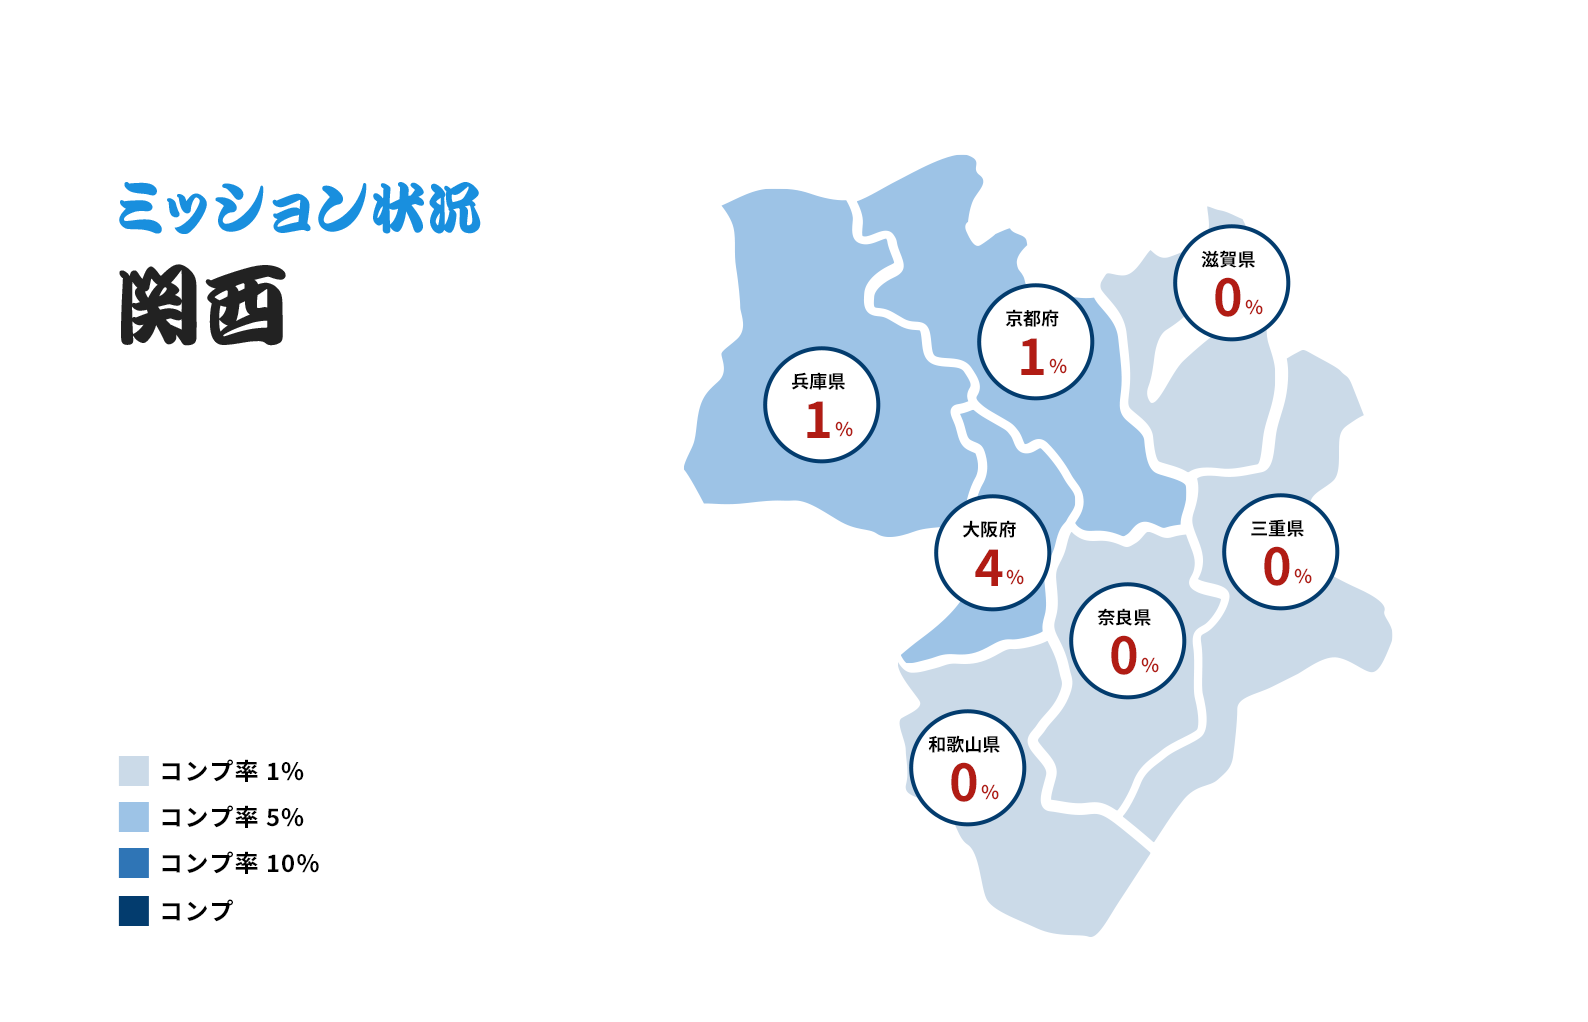 ミッション状況
関西
滋賀県
0%
京都府
1%
兵庫県
1%
大阪府
4%
三重県
0%
奈良県
0%
和歌山県
0%
コンプ率 1%
コンプ率 5%
コンプ率 10%
コンプ